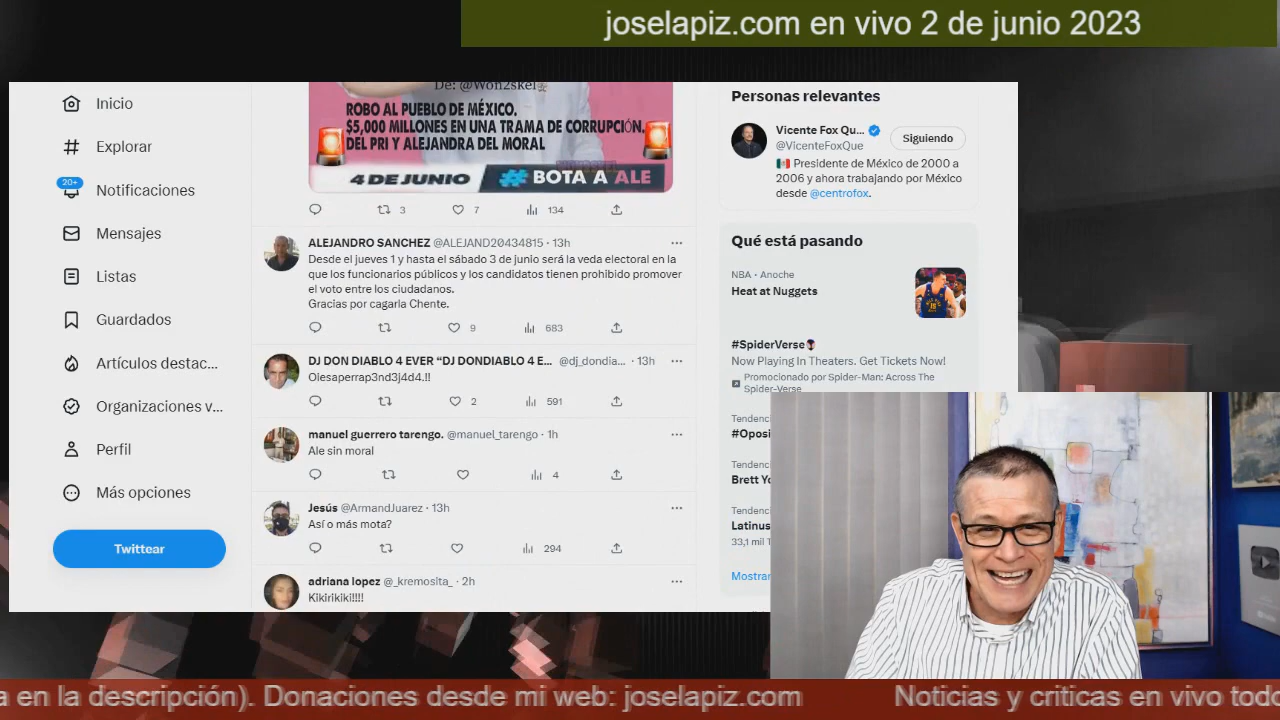 joselapiz.com en vivo 2 de junio 2023
Inicio
Explorar
20+
Notificaciones
Mensajes
Listas
Guardados
Artículos destac...
Organizaciones v...
Perfil
Más opciones
Twittear
De: @Won2skei
ROBO AL PUEBLO DE MÉXICO.
$5,000 MILLONES EN UNA TRAMA DE CORRUPCIÓN.
DEL PRI Y ALEJANDRA DEL MORAL
4 DE JUNIO # BOTA A ALE
3 7 134
ALEJANDRO SANCHEZ @ALEJAND20434815 · 13h
Desde el jueves 1 y hasta el sábado 3 de junio será la veda electoral en la
que los funcionarios públicos y los candidatos tienen prohibido promover
el voto entre los ciudadanos.
Gracias por cagarla Chente.
9 683
DJ DON DIABLO 4 EVER “DJ DONDIABLO 4 E... @dj_dondia... · 13h
Olesaperrap3nd3j4d4.!!
2 591
manuel guerrero tarengo. @manuel_tarengo · 1h
Ale sin moral
4
Jesús @ArmandJuarez · 13h
Así o más mota?
294
adriana lopez @_kremosita_ · 2h
Kikirikiki!!!!
Personas relevantes
Vicente Fox Qu...
@VicenteFoxQue
Siguiendo
Presidente de México de 2000 a
2006 y ahora trabajando por México
desde @centrofox.
Qué está pasando
NBA · Anoche
Heat at Nuggets
#SpiderVerse
Now Playing In Theaters. Get Tickets Now!
Promocionado por Spider-Man: Across The
Spider-Verse
Tendenc
#Oposi
Tendenc
Brett Yo
Tendenc
Latinus
33,1 mil T
Mostrar
a en la descripción). Donaciones desde mi web: joselapiz.com Noticias y criticas en vivo todo